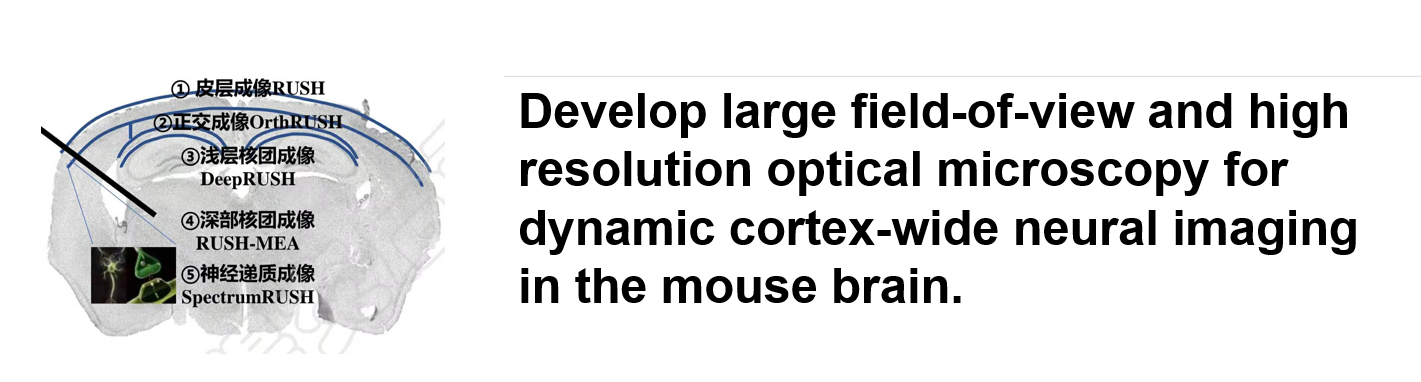 ① 皮层成像RUSH
②正交成像OrthRUSH
③浅层核团成像
DeepRUSH
④深部核团成像
RUSH-MEA
⑤神经递质成像
SpectrumRUSH
Develop large field-of-view and high
resolution optical microscopy for
dynamic cortex-wide neural imaging
in the mouse brain.